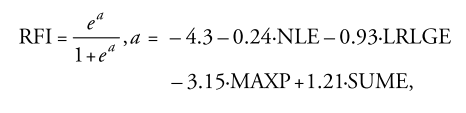 RFI = e^a / 1+e^a , a = − 4.3 − 0.24·NLE − 0.93·LRLGE
− 3.15·MAXP + 1.21·SUME,